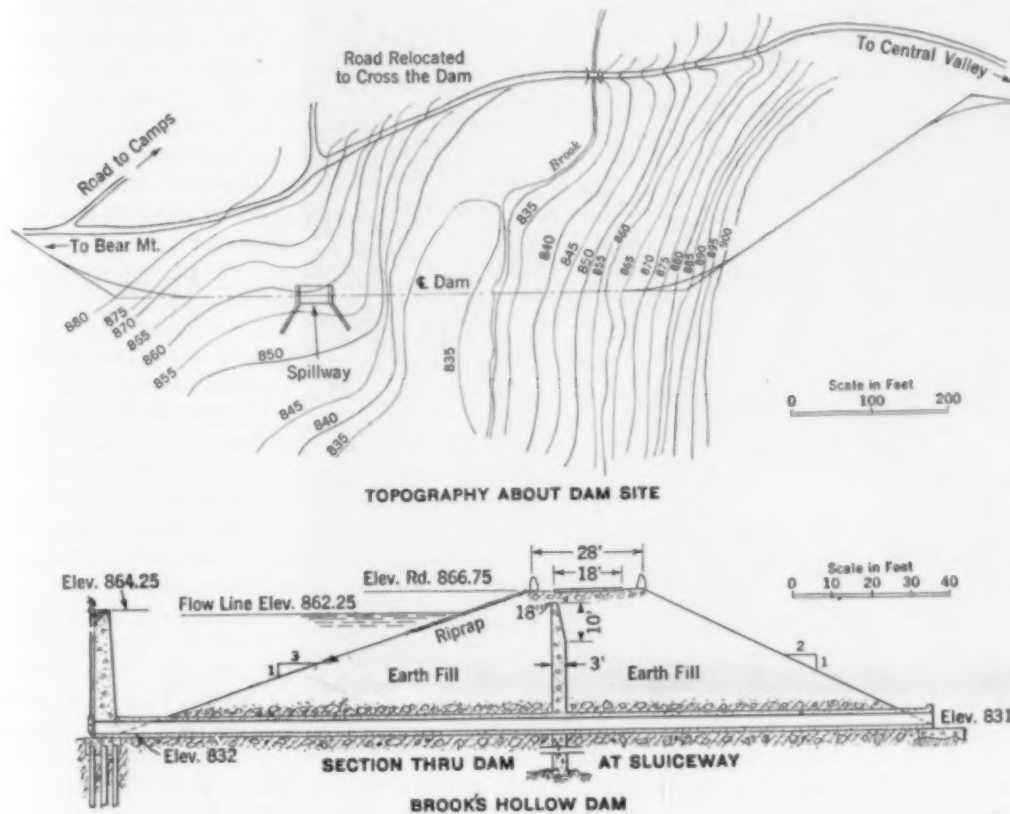 Road Relocated
to Cross the Dam
To Central Valley
Road to Camps
Brook
To Bear Mt.
℄ Dam
Spillway
880
875
870
865
860
855
850
845
840
835
835
835
840
845
850
855
860
865
870
875
880
885
890
895
900
Scale in Feet
0 100 200
TOPOGRAPHY ABOUT DAM SITE
28'
18'
Elev. Rd. 866.75
Elev. 864.25
Flow Line Elev. 862.25
Scale in Feet
0 10 20 30 40
18"
10'
Riprap
3
1
2
1
3'
Earth Fill
Earth Fill
Elev. 831
Elev. 832
SECTION THRU DAM AT SLUICEWAY
BROOK'S HOLLOW DAM